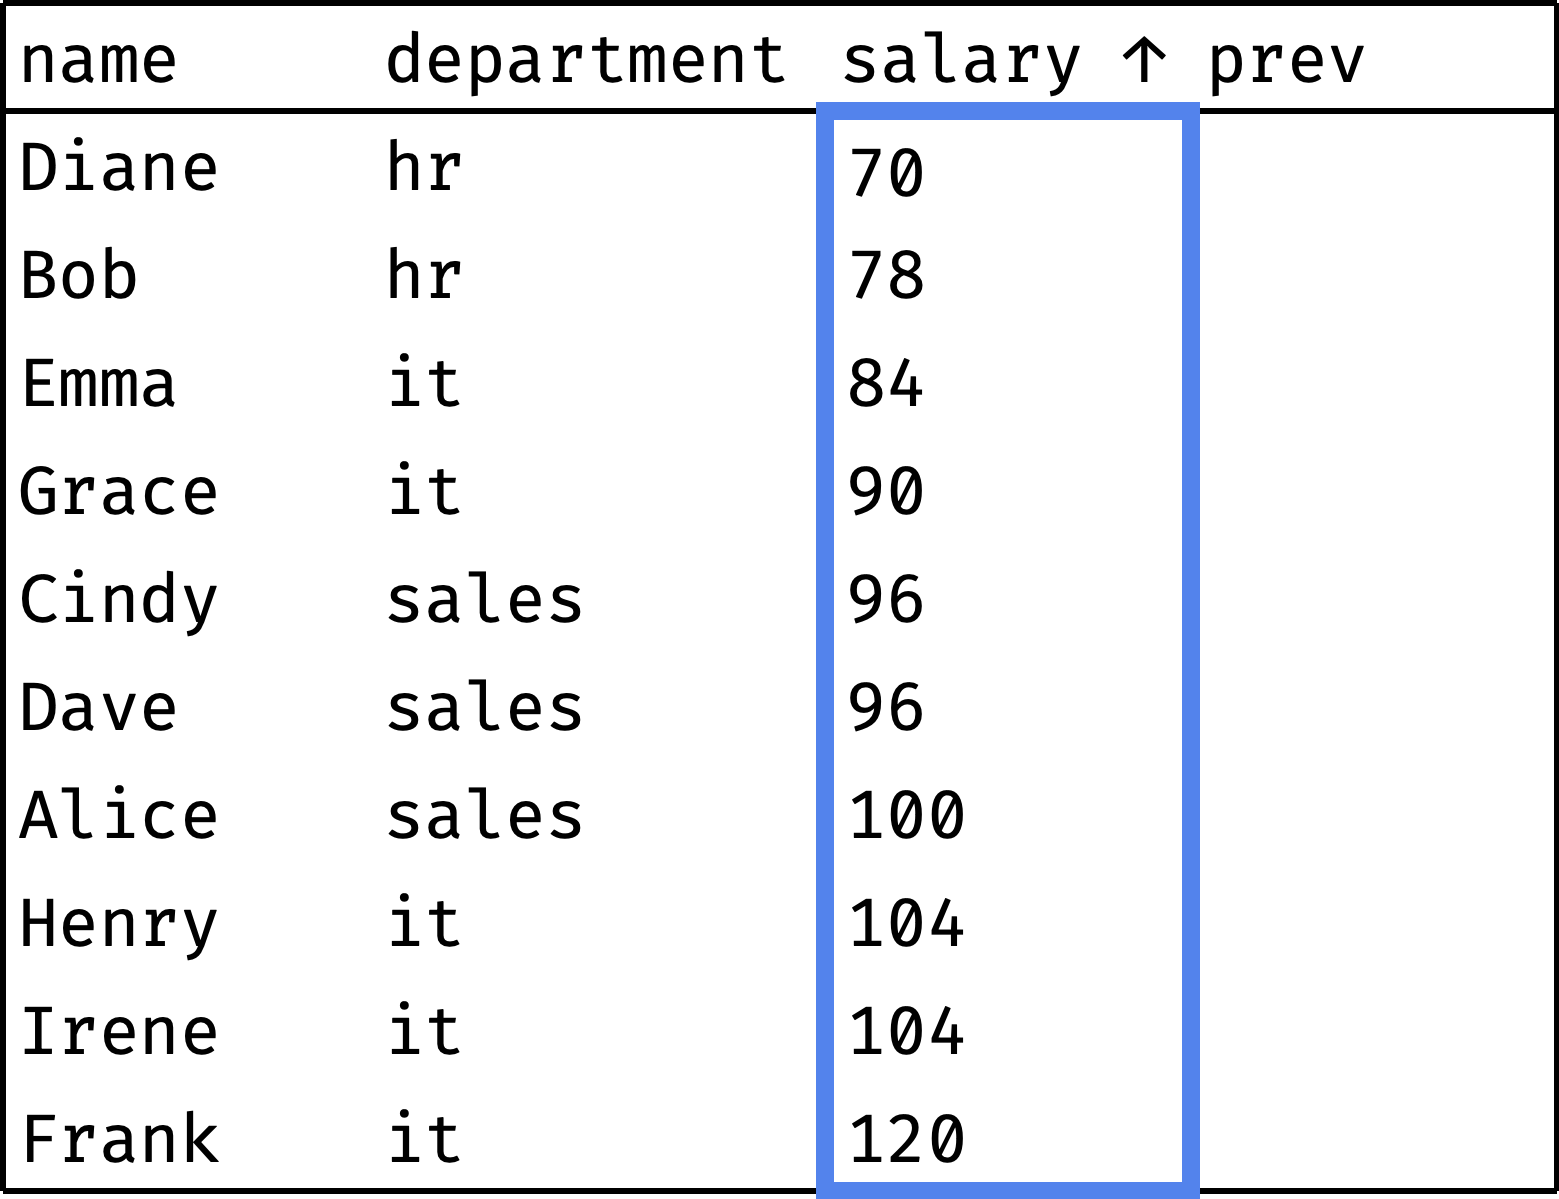 name department salary ↑ prev
Diane hr 70
Bob hr 78
Emma it 84
Grace it 90
Cindy sales 96
Dave sales 96
Alice sales 100
Henry it 104
Irene it 104
Frank it 120